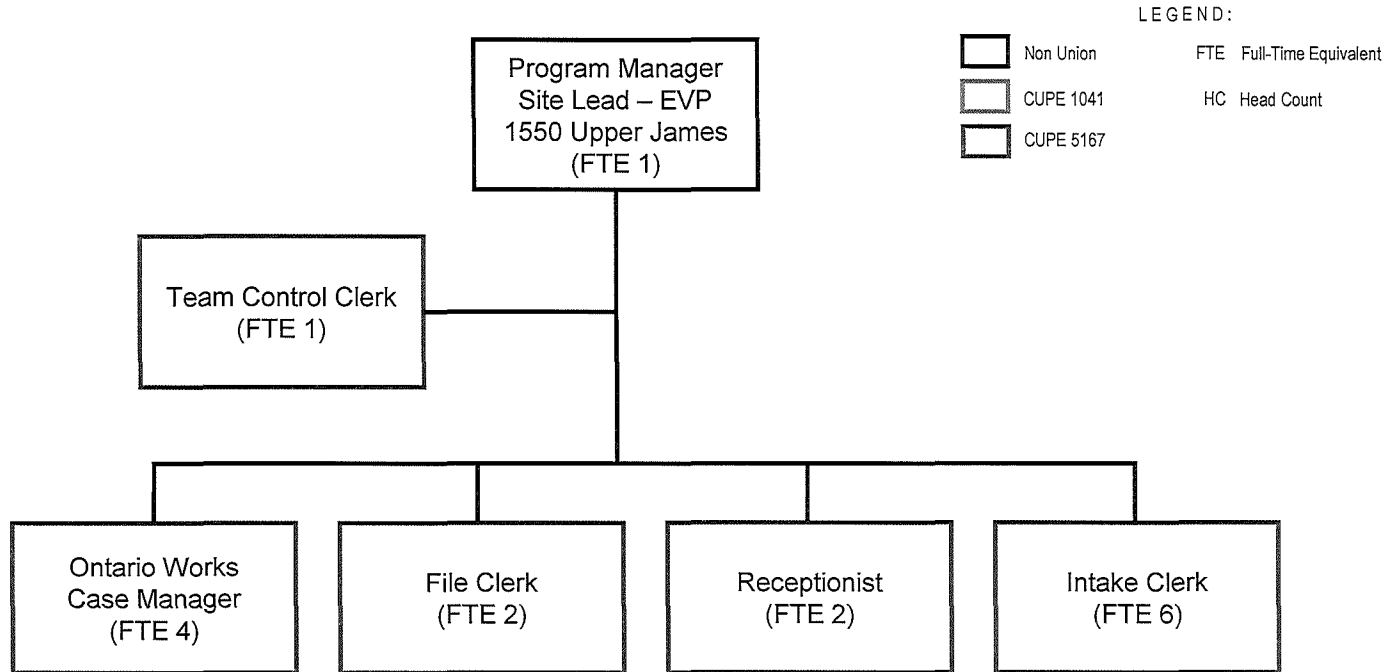 LEGEND:
Non Union
FTE Full-Time Equivalent
CUPE 1041
HC Head Count
CUPE 5167
Program Manager
Site Lead – EVP
1550 Upper James
(FTE 1)
Team Control Clerk
(FTE 1)
Ontario Works
Case Manager
(FTE 4)
File Clerk
(FTE 2)
Receptionist
(FTE 2)
Intake Clerk
(FTE 6)